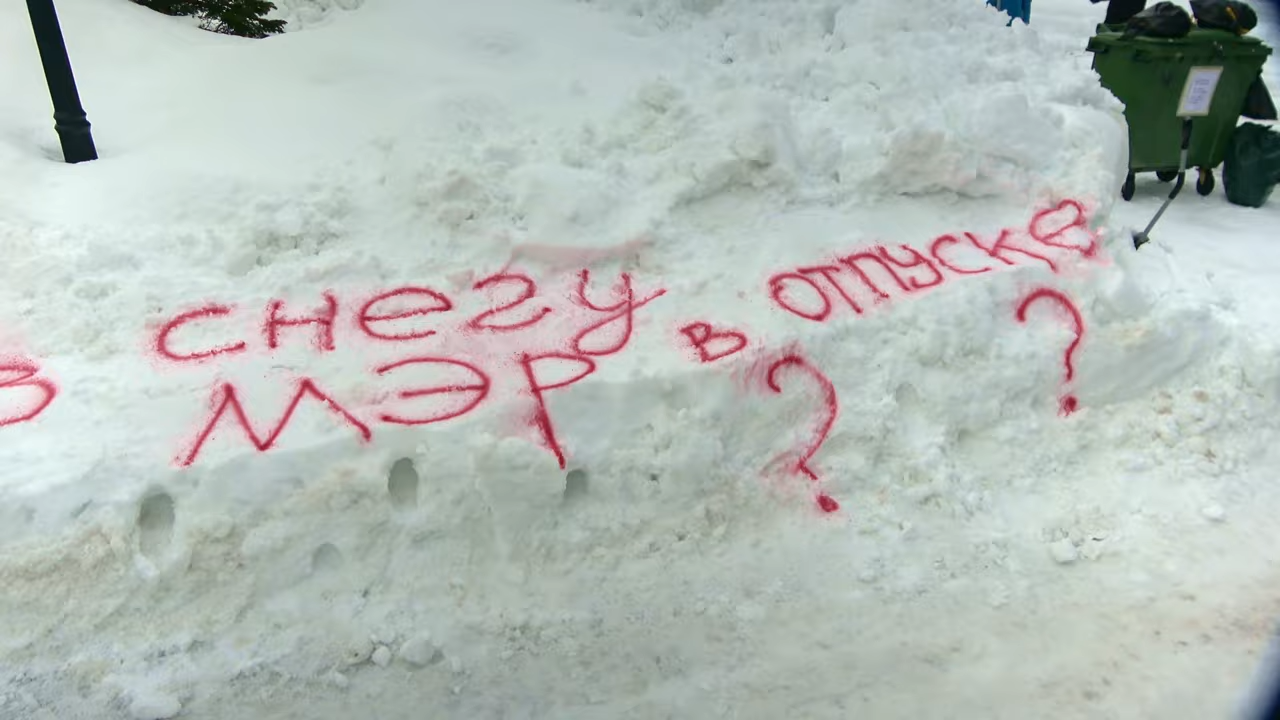 в снегу
мэр в отпуске
? ?